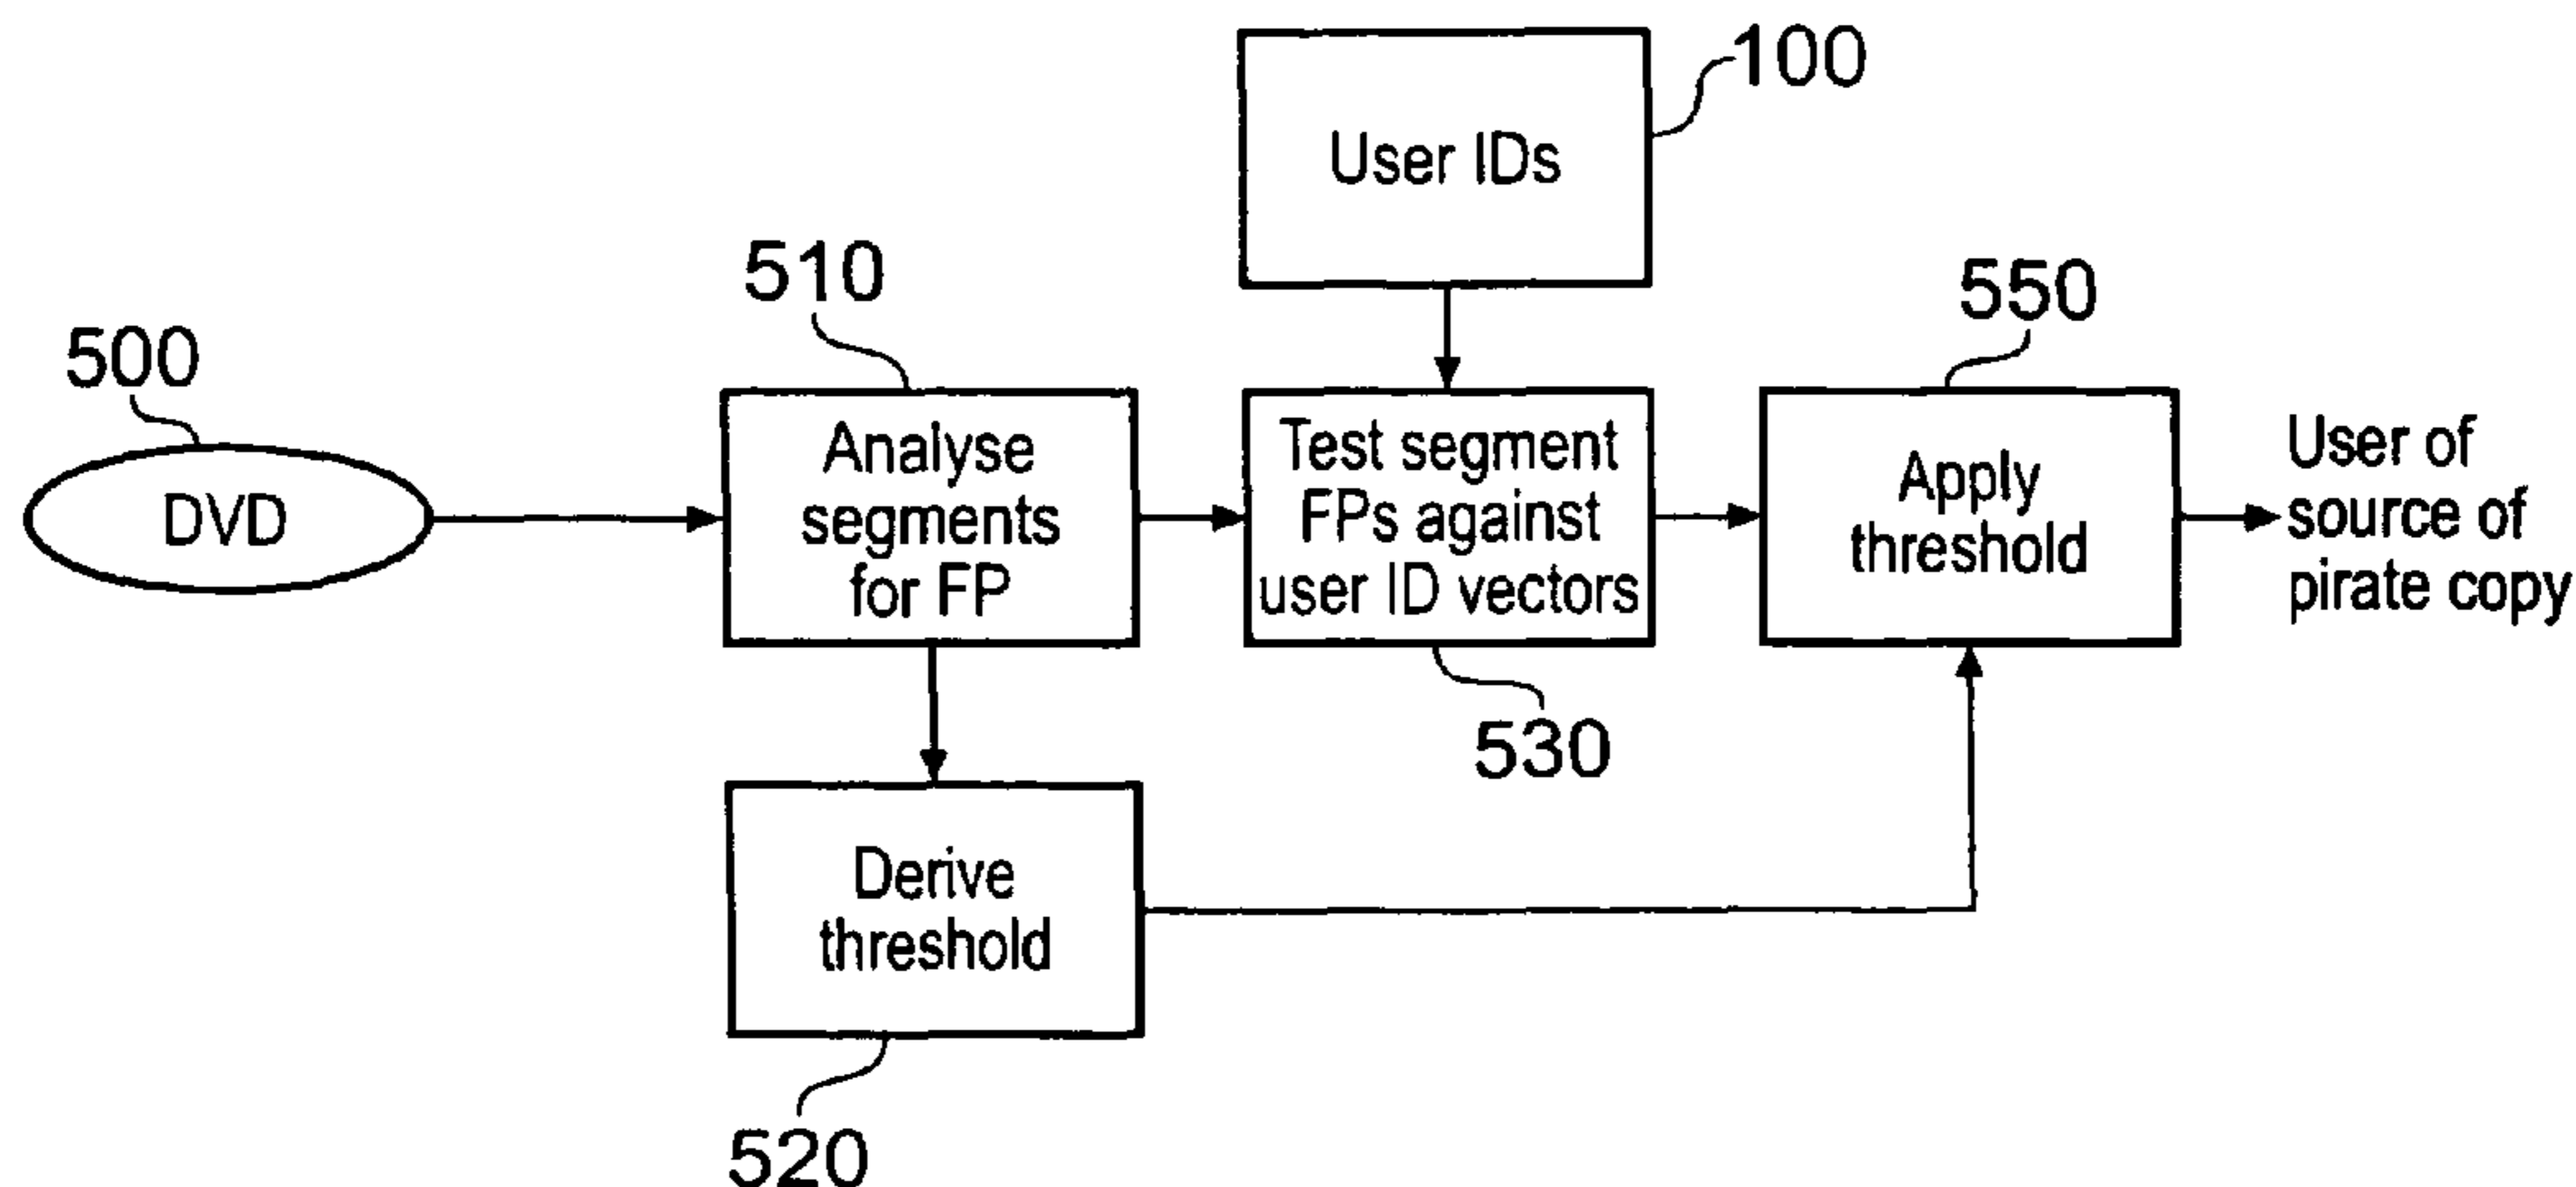 100
User IDs
510
550
500
DVD
Analyse
segments
for FP
Test segment
FPs against
user ID vectors
Apply
threshold
User of
source of
pirate copy
530
Derive
threshold
520